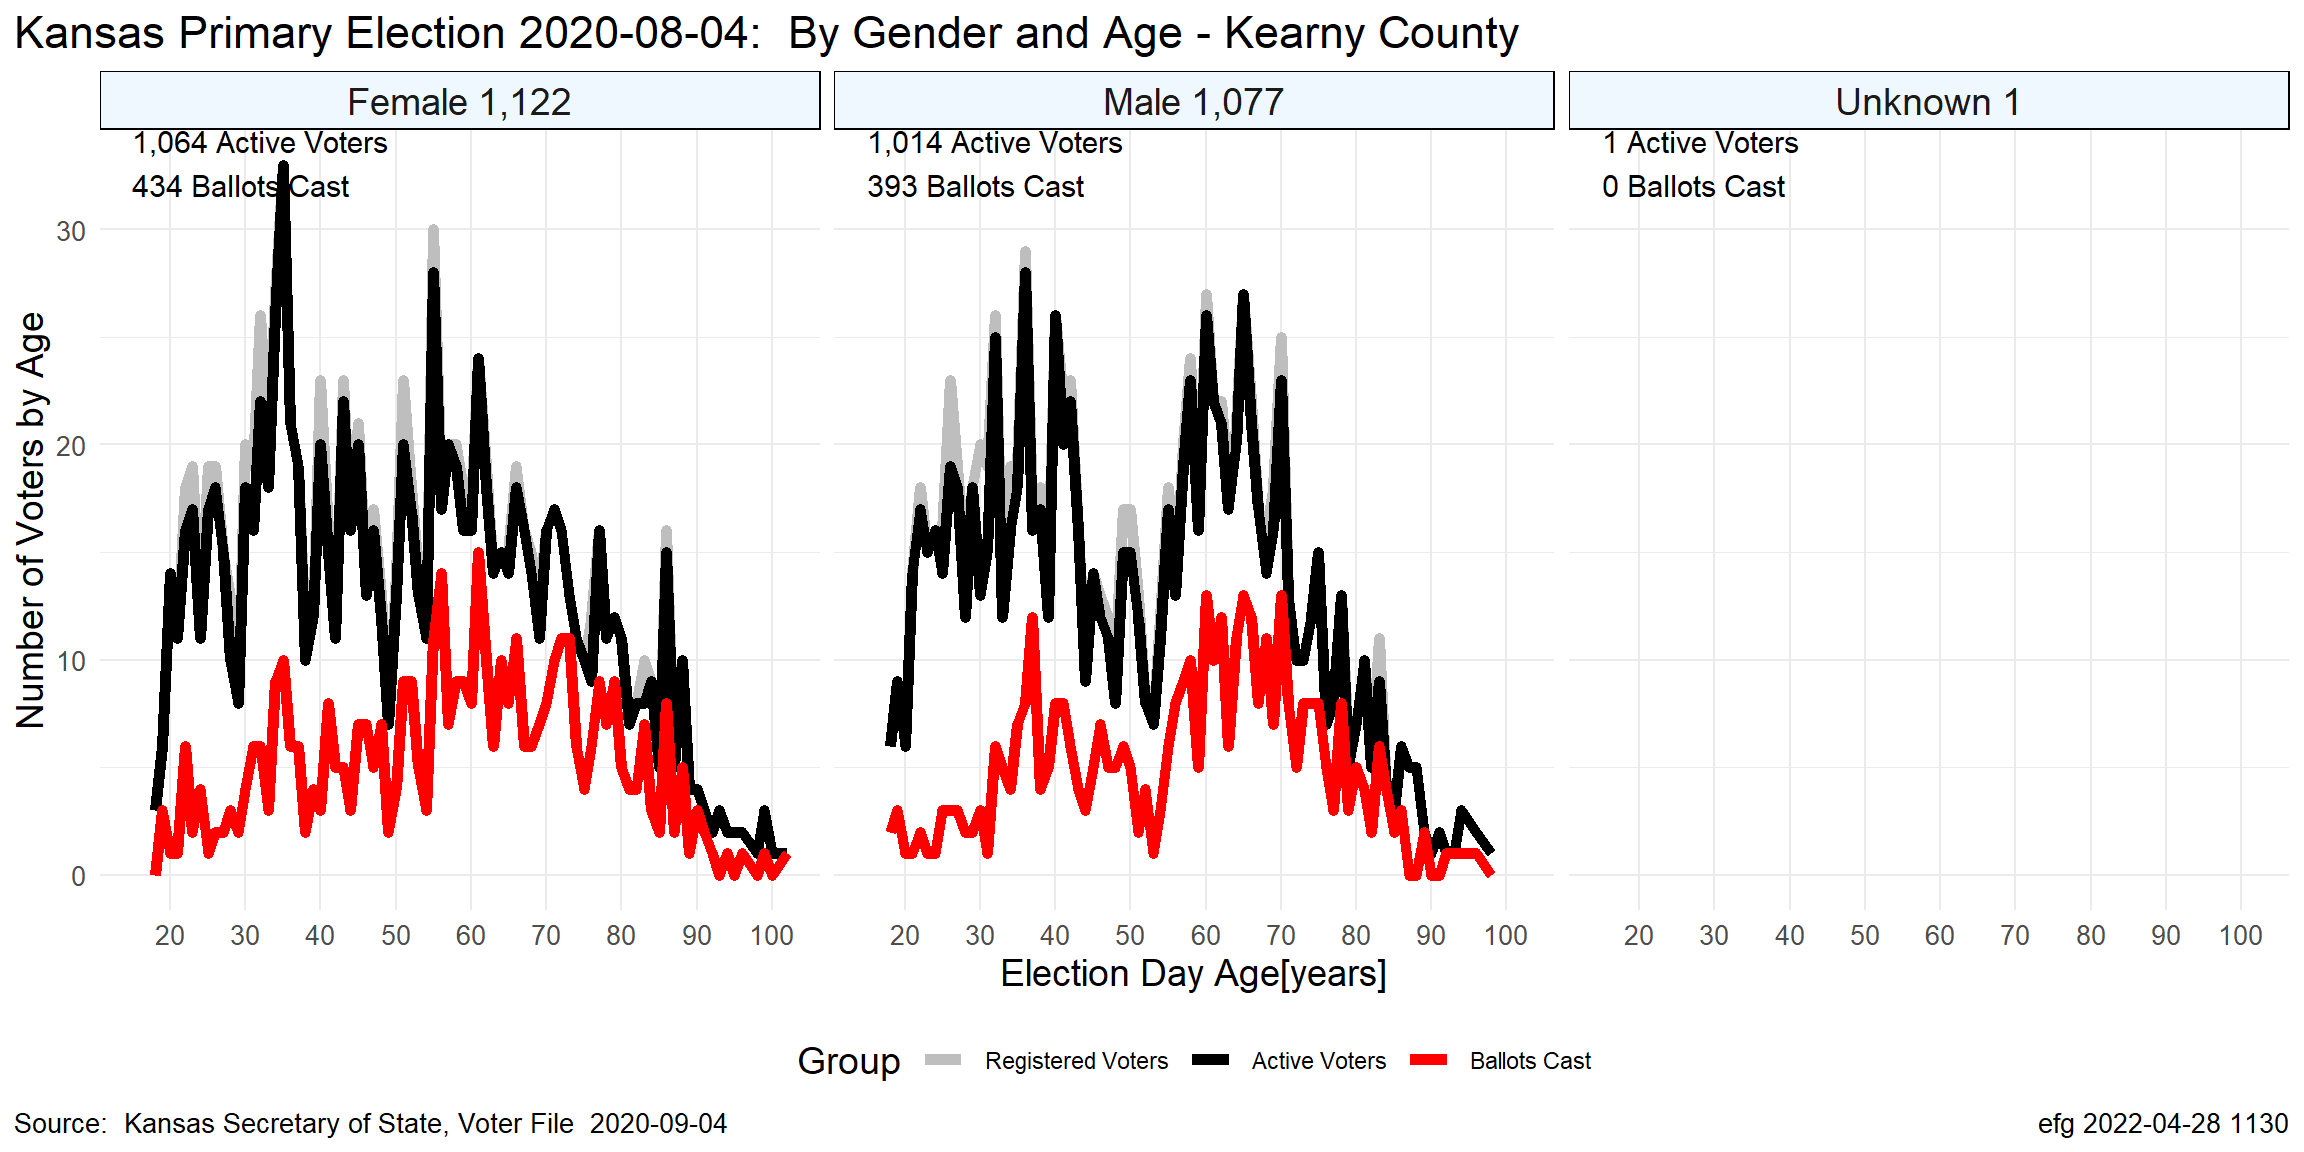 Kansas Primary Election 2020-08-04:  By Gender and Age - Kearny County
Female 1,122
Male 1,077
Unknown 1
1,064 Active Voters
434 Ballots Cast
1,014 Active Voters
393 Ballots Cast
1 Active Voters
0 Ballots Cast
Number of Voters by Age
30
20
10
0
20 30 40 50 60 70 80 90 100
20 30 40 50 60 70 80 90 100
20 30 40 50 60 70 80 90 100
Election Day Age[years]
Group Registered Voters Active Voters Ballots Cast
Source:  Kansas Secretary of State, Voter File  2020-09-04
efg 2022-04-28 1130